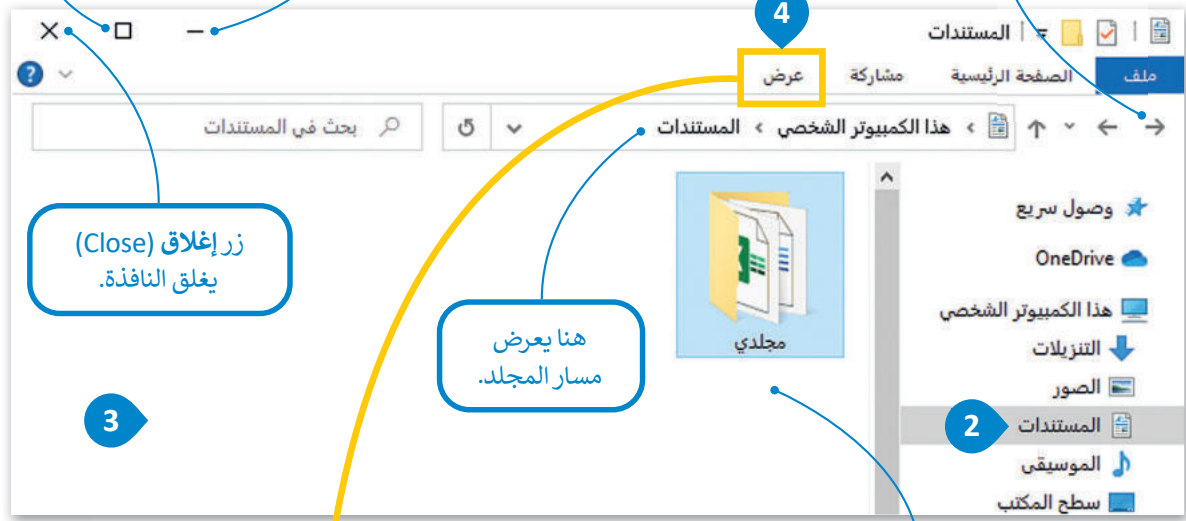 4
المستندات
ملف
الصفحة الرئيسية
مشاركة
عرض
?
هذا الكمبيوتر الشخصي › المستندات
بحث في المستندات
وصول سريع
OneDrive
هذا الكمبيوتر الشخصي
التنزيلات
الصور
المستندات
2
الموسيقى
سطح المكتب
مجلدي
هنا يعرض
مسار المجلد.
زر إغلاق (Close)
يغلق النافذة.
3